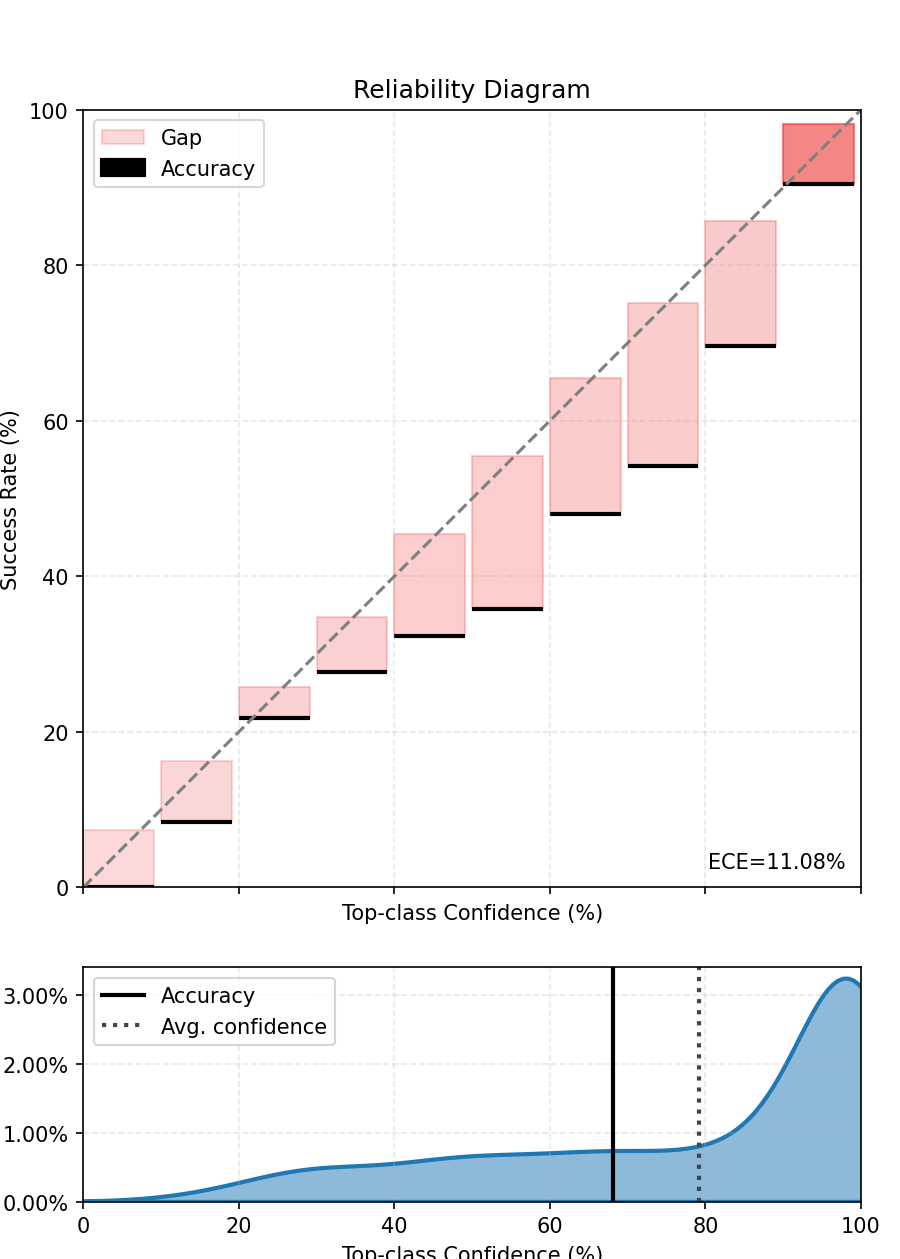 Reliability Diagram
100
80
60
40
20
0
Success Rate (%)
Gap
Accuracy
ECE=11.08%
Top-class Confidence (%)
3.00%
2.00%
1.00%
0.00%
Accuracy
Avg. confidence
0 20 40 60 80 100
Top-class Confidence (%)